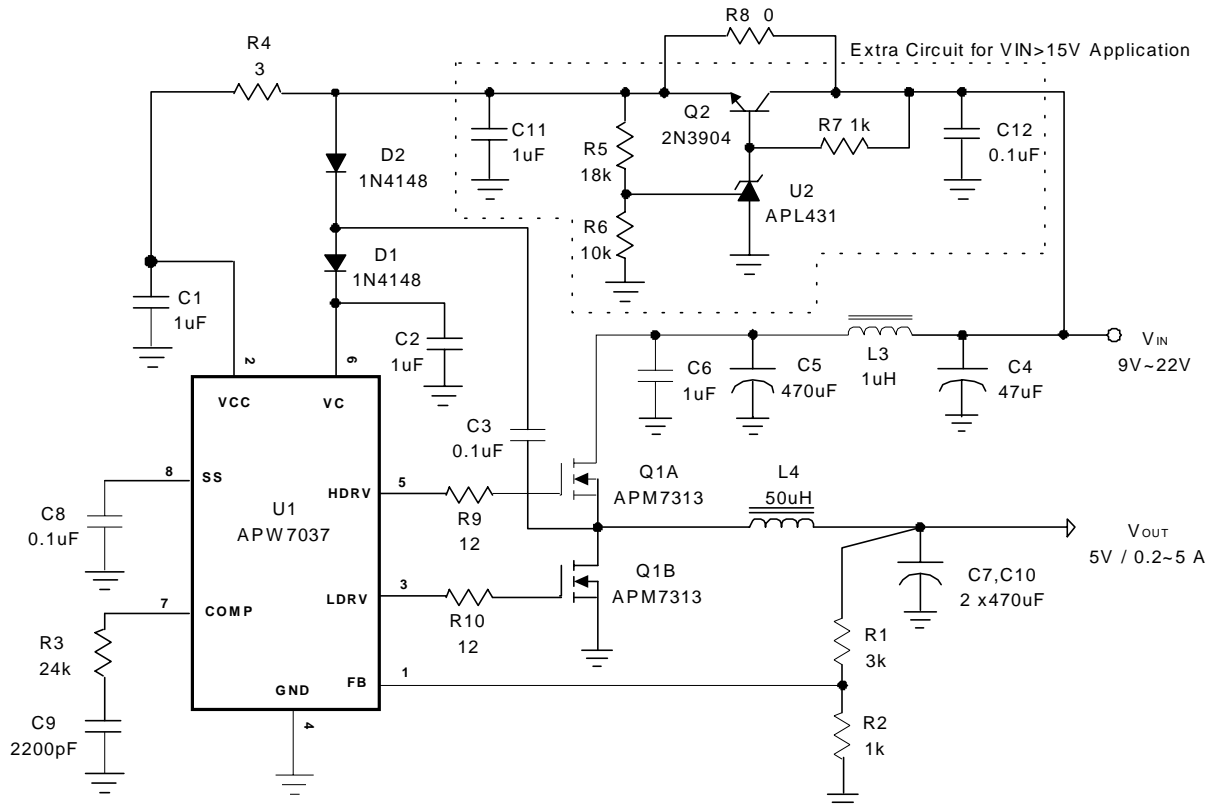 R8 0
Extra Circuit for VIN>15V Application
R4
3
C11
1uF
Q2
2N3904
R7 1k
C12
0.1uF
D2
1N4148
R5
18k
U2
APL431
R6
10k
D1
1N4148
C1
1uF
C2
1uF
2
6
VCC
VC
C6
1uF
C5
470uF
L3
1uH
C4
47uF
VIN
9V~22V
C3
0.1uF
8
SS
U1
APW7037
HDRV
5
R9
12
Q1A
APM7313
L4
50uH
VOUT
5V / 0.2~5 A
C8
0.1uF
7
COMP
LDRV
3
R10
12
Q1B
APM7313
C7,C10
2 x470uF
R3
24k
R1
3k
GND
FB
1
4
C9
2200pF
R2
1k